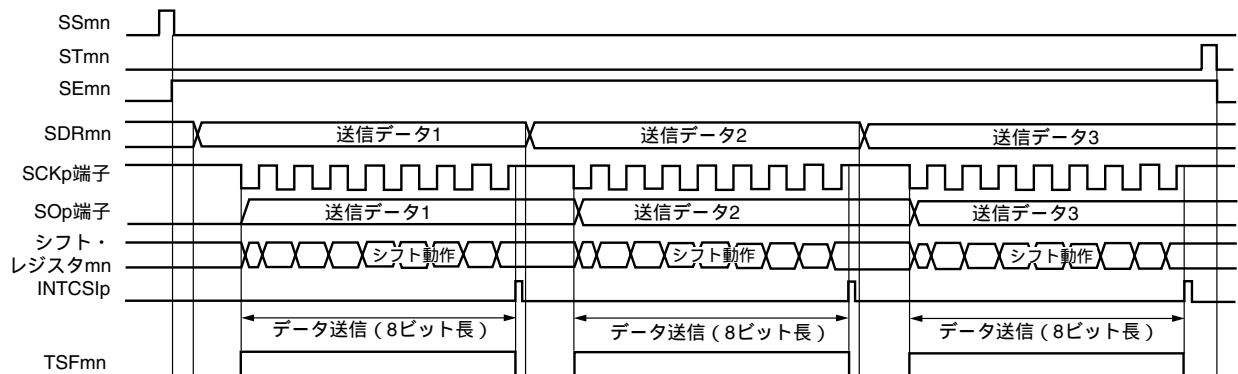 SSmn
STmn
SEmn
SDRmn 送信データ1 送信データ2 送信データ3
SCKp端子
SOp端子 送信データ1 送信データ2 送信データ3
シフト・
レジスタmn シフト動作 シフト動作 シフト動作
INTCSIp
データ送信（8ビット長） データ送信（8ビット長） データ送信（8ビット長）
TSFmn